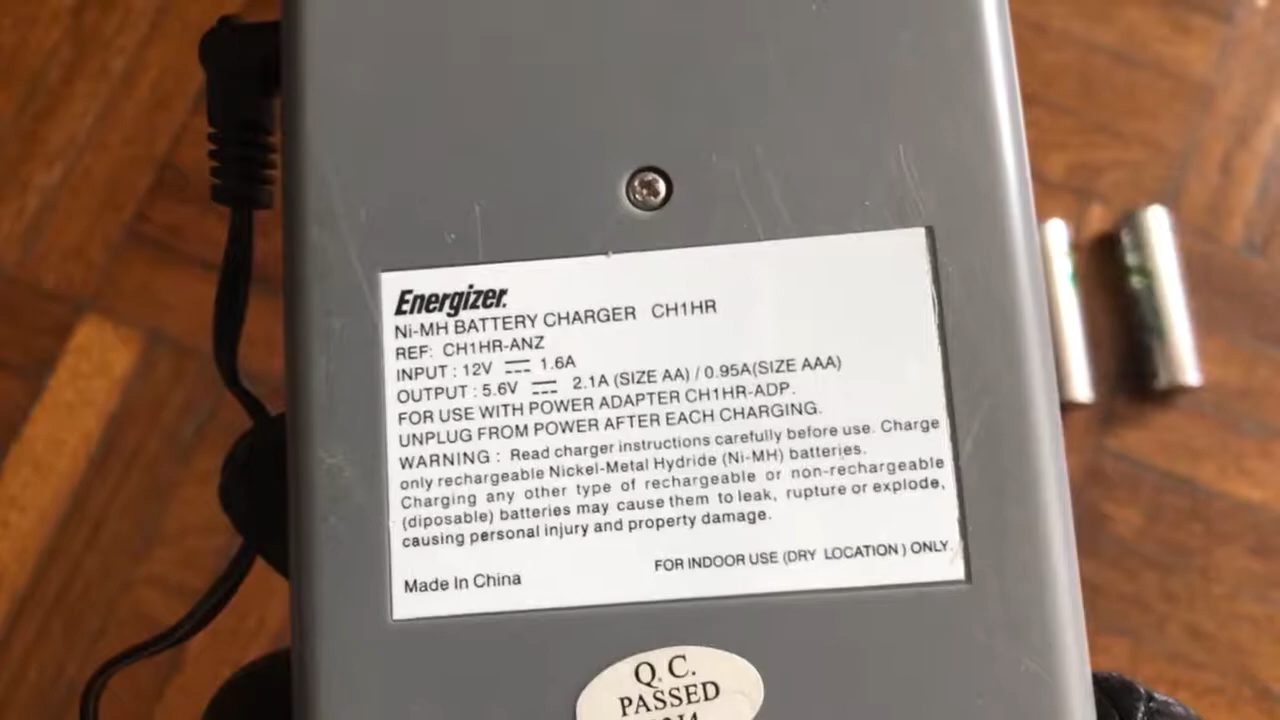 Energizer.
Ni-MH BATTERY CHARGER CH1HR
REF: CH1HR-ANZ
INPUT : 12V ⎓ 1.6A
OUTPUT : 5.6V ⎓ 2.1A (SIZE AA) / 0.95A(SIZE AAA)
FOR USE WITH POWER ADAPTER CH1HR-ADP.
UNPLUG FROM POWER AFTER EACH CHARGING.
WARNING : Read charger instructions carefully before use. Charge
only rechargeable Nickel-Metal Hydride (Ni-MH) batteries.
Charging any other type of rechargeable or non-rechargeable
(diposable) batteries may cause them to leak, rupture or explode,
causing personal injury and property damage.
Made In China
FOR INDOOR USE (DRY LOCATION ) ONLY.
Q.C.
PASSED